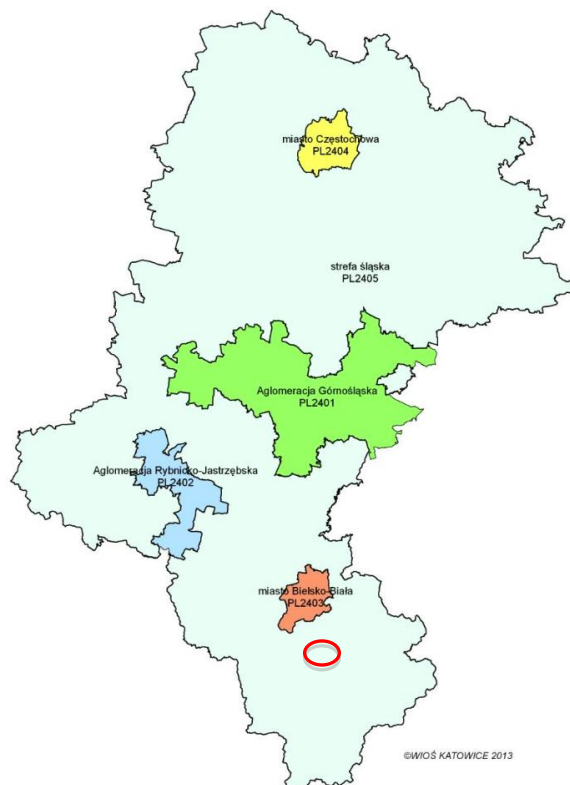 miasto Częstochowa
PL2404
strefa śląska
PL2405
Aglomeracja Górnośląska
PL2401
Aglomeracja Rybnicko-Jastrzębska
PL2402
miasto Bielsko-Biała
PL2403
©WIOŚ KATOWICE 2013